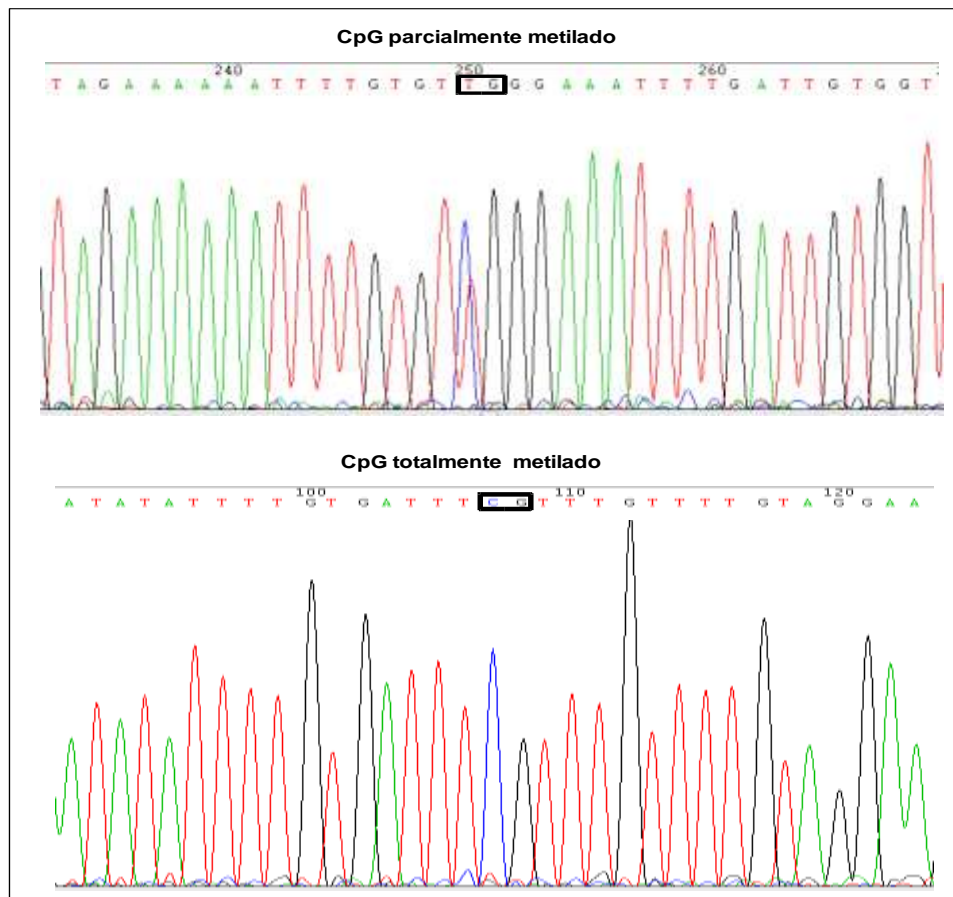 CpG parcialmente metilado
240 250 260
T A G A A A A A A T T T T G T G T T G G G A A A T T T T G A T T G T G G T
CpG totalmente metilado
100 110 120
A T A T A T T T T G T G A T T T C G T T T G T T T T G T A G G A A